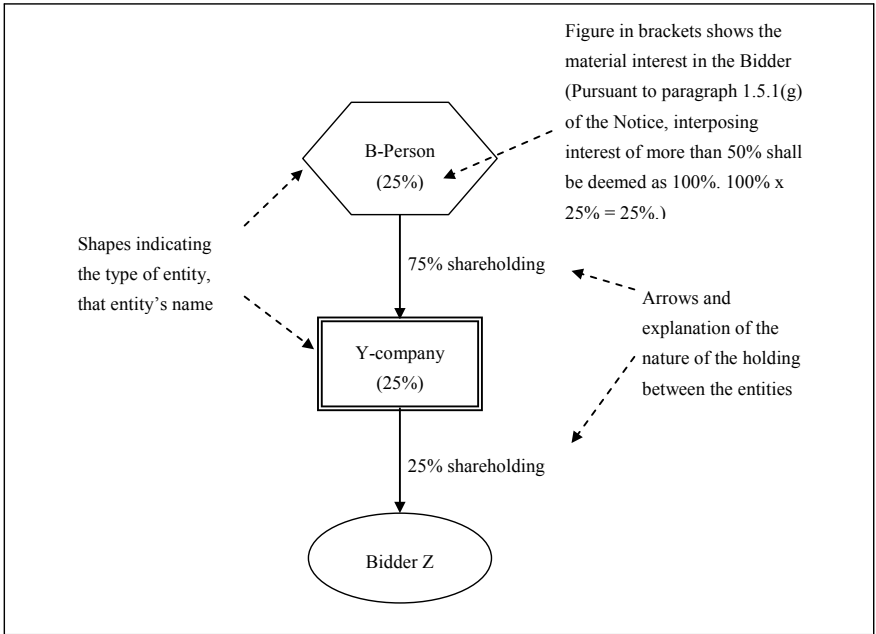 Figure in brackets shows the
material interest in the Bidder
(Pursuant to paragraph 1.5.1(g)
of the Notice, interposing
interest of more than 50% shall
be deemed as 100%. 100% x
25% = 25%.)
B-Person
(25%)
Shapes indicating
the type of entity,
that entity’s name
75% shareholding
Arrows and
explanation of the
nature of the holding
between the entities
Y-company
(25%)
25% shareholding
Bidder Z